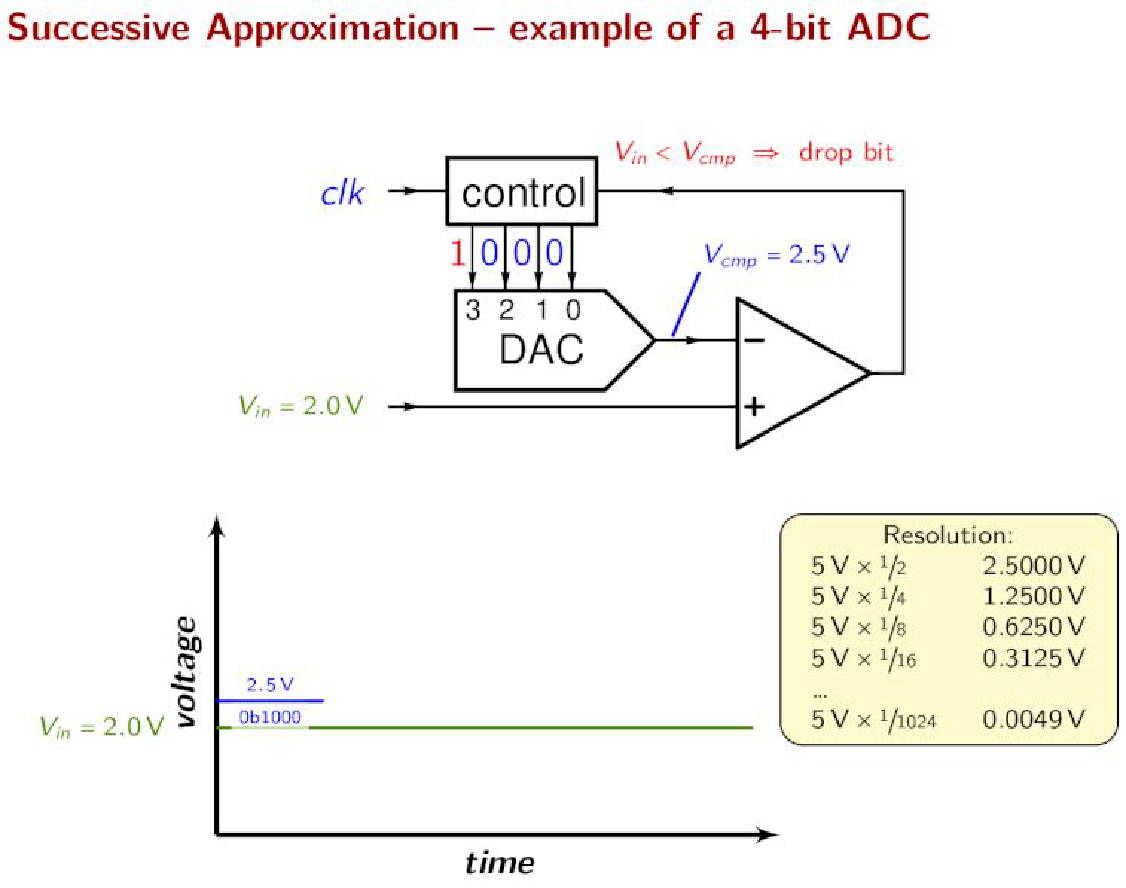 Successive Approximation – example of a 4-bit ADC
V_in < V_cmp ⇒ drop bit
clk
control
1 0 0 0
V_cmp = 2.5 V
3 2 1 0
DAC
−
V_in = 2.0 V
+
Resolution:
5 V × 1/2 2.5000 V
5 V × 1/4 1.2500 V
5 V × 1/8 0.6250 V
5 V × 1/16 0.3125 V
...
5 V × 1/1024 0.0049 V
voltage
2.5 V
0b1000
V_in = 2.0 V
time